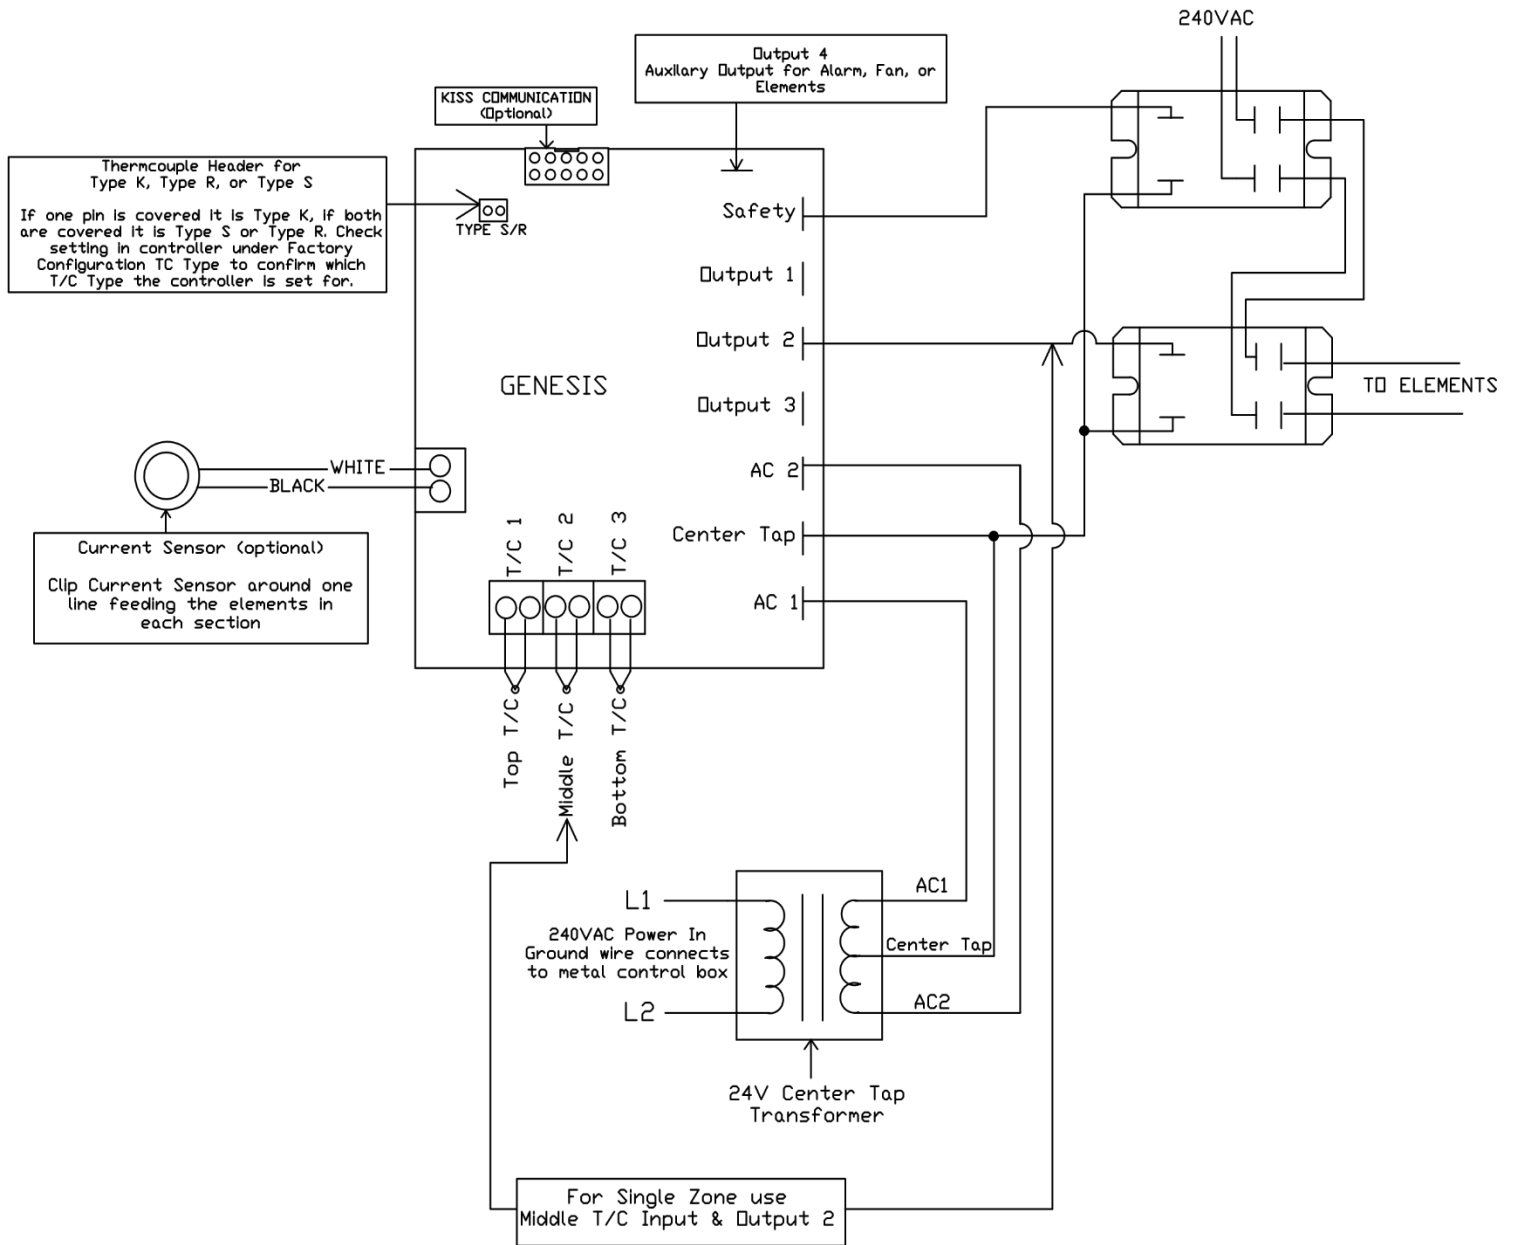 240VAC
Output 4
Auxilary Output for Alarm, Fan, or
Elements
KISS COMMUNICATION
(Optional)
Thermcouple Header for
Type K, Type R, or Type S
If one pin is covered it is Type K, if both
are covered it is Type S or Type R. Check
setting in controller under Factory
Configuration TC Type to confirm which
T/C Type the controller is set for.
TYPE S/R
Safety
Output 1
Output 2
GENESIS
Output 3
TO ELEMENTS
AC 2
WHITE
BLACK
Center Tap
AC 1
Current Sensor (optional)
Clip Current Sensor around one
line feeding the elements in
each section
T/C 1
T/C 2
T/C 3
Top T/C
Middle T/C
Bottom T/C
L1
240VAC Power In
Ground wire connects
to metal control box
L2
AC1
Center Tap
AC2
24V Center Tap
Transformer
For Single Zone use
Middle T/C Input & Output 2